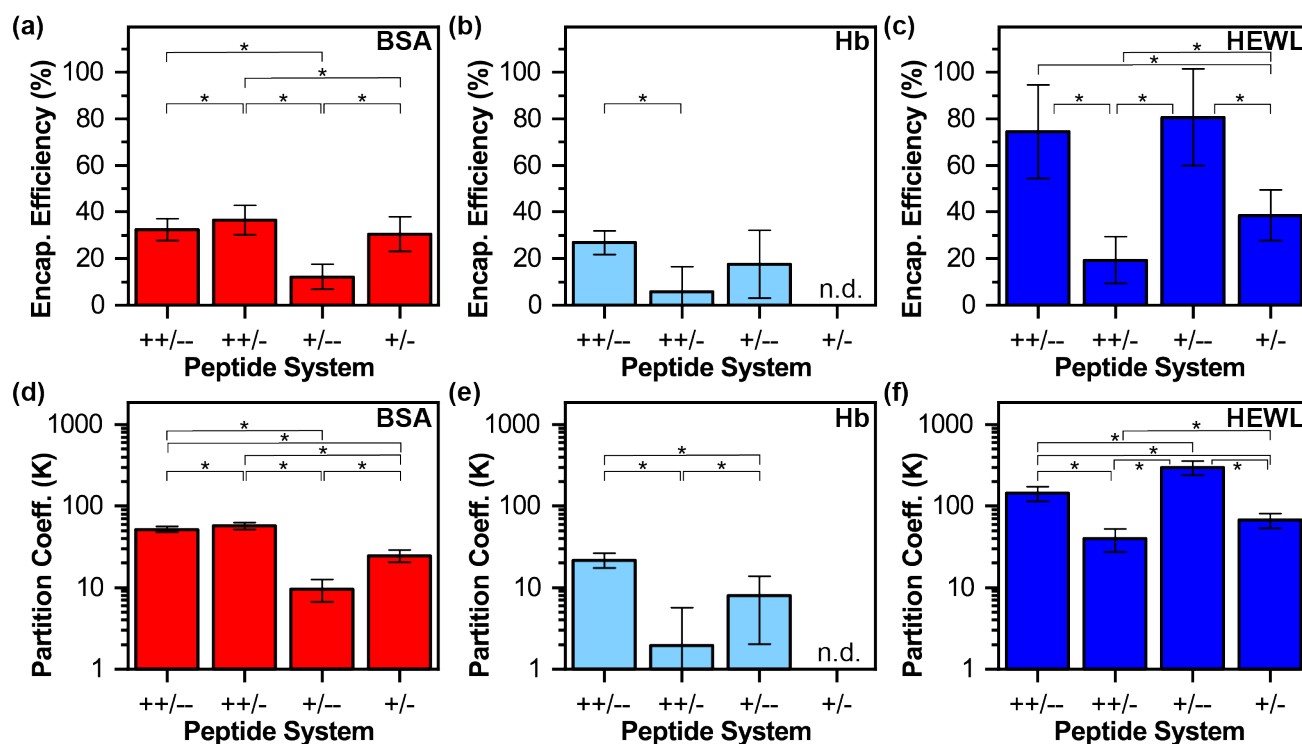 (a)
BSA
Encap. Efficiency (%)
100
80
60
40
20
0
*
*
* * *
++/-- ++/- +/-- +/-
Peptide System
(b)
Hb
Encap. Efficiency (%)
100
80
60
40
20
0
*
n.d.
++/-- ++/- +/-- +/-
Peptide System
(c)
HEWL
Encap. Efficiency (%)
100
80
60
40
20
0
*
*
* * *
++/-- ++/- +/-- +/-
Peptide System
(d)
BSA
Partition Coeff. (K)
1000
100
10
1
*
*
*
* * *
++/-- ++/- +/-- +/-
Peptide System
(e)
Hb
Partition Coeff. (K)
1000
100
10
1
*
* *
n.d.
++/-- ++/- +/-- +/-
Peptide System
(f)
HEWL
Partition Coeff. (K)
1000
100
10
1
*
*
*
* * *
++/-- ++/- +/-- +/-
Peptide System